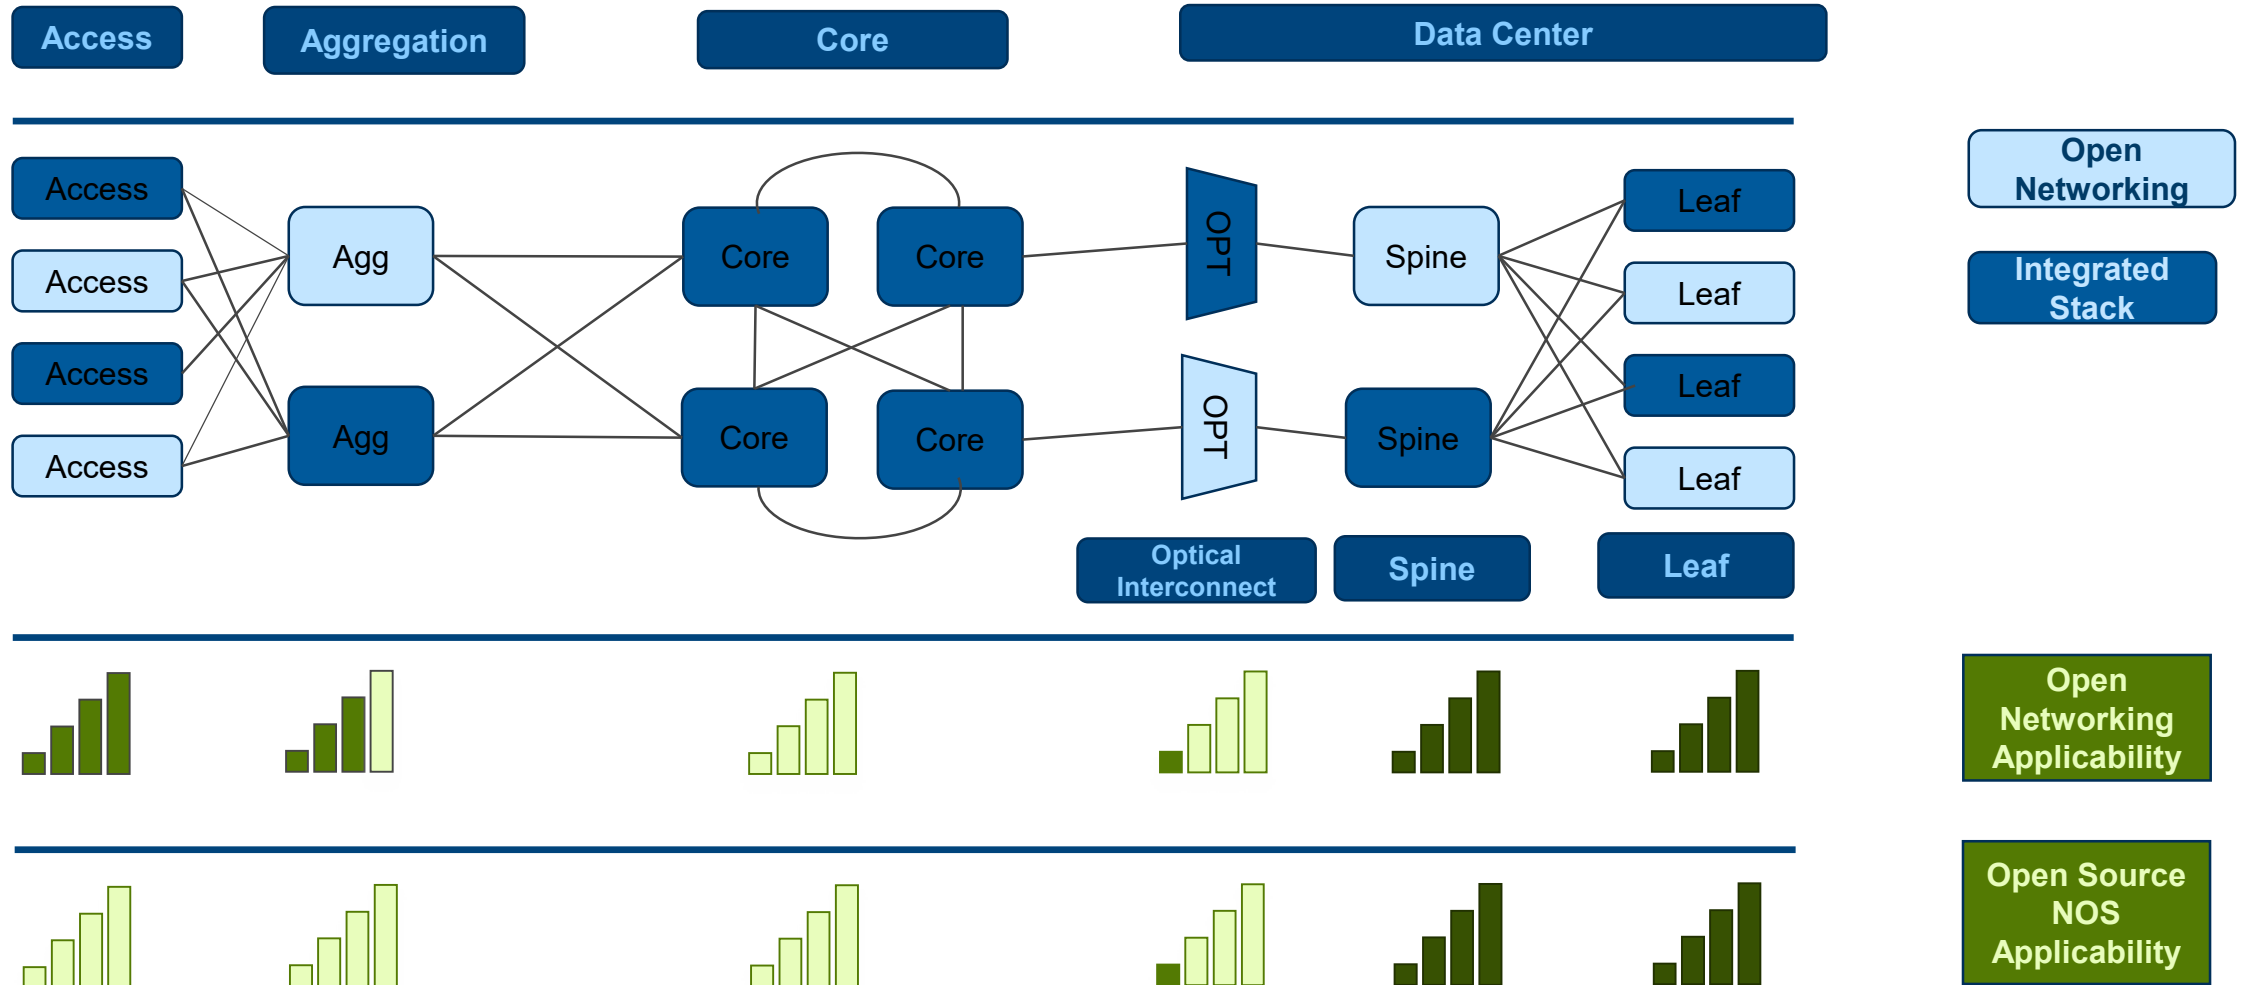 Access
Aggregation
Core
Data Center
Access
Access
Access
Access
Agg
Agg
Core
Core
Core
Core
OPT
OPT
Spine
Spine
Leaf
Leaf
Leaf
Leaf
Open
Networking
Integrated
Stack
Optical
Interconnect
Spine
Leaf
Open
Networking
Applicability
Open Source
NOS
Applicability